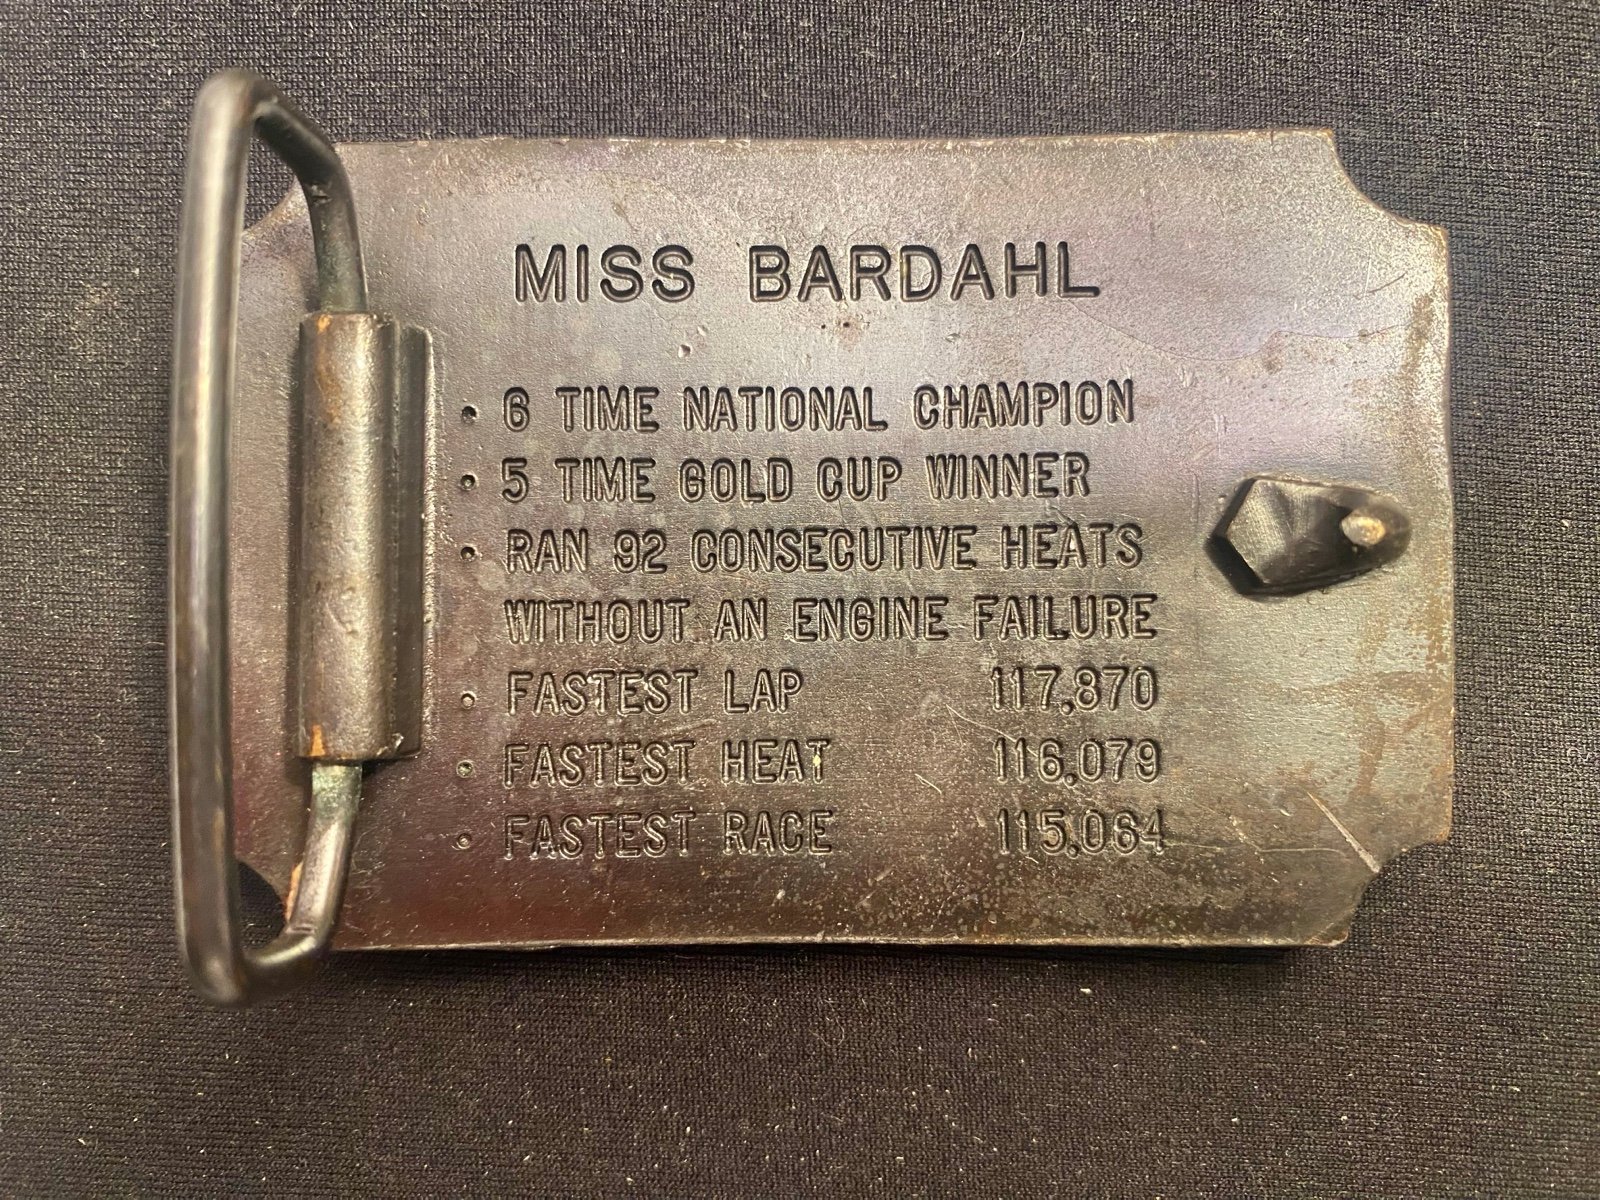 MISS BARDAHL
• 6 TIME NATIONAL CHAMPION
• 5 TIME GOLD CUP WINNER
• RAN 92 CONSECUTIVE HEATS
WITHOUT AN ENGINE FAILURE
• FASTEST LAP 117.870
• FASTEST HEAT 116.079
• FASTEST RACE 115.064